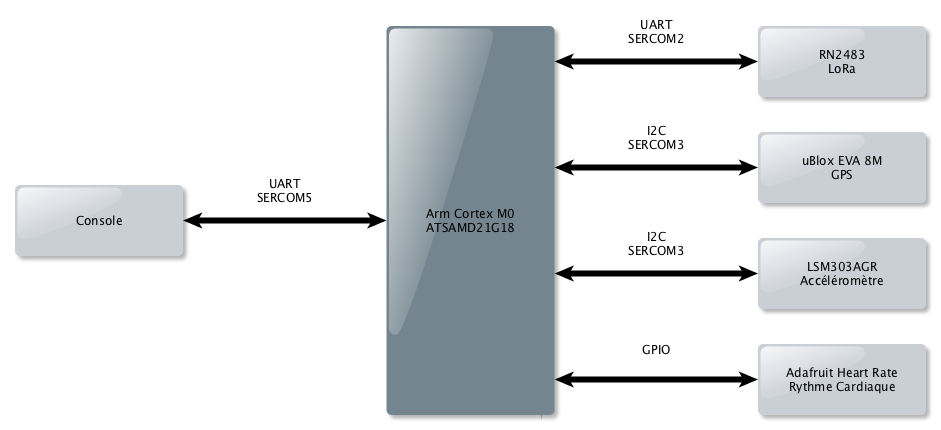 UART
SERCOM2
RN2483
LoRa
I2C
SERCOM3
uBlox EVA 8M
GPS
UART
SERCOM5
Console
Arm Cortex M0
ATSAMD21G18
I2C
SERCOM3
LSM303AGR
Accéléromètre
GPIO
Adafruit Heart Rate
Rythme Cardiaque